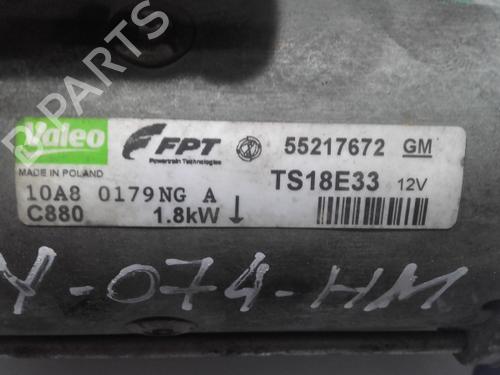 B-PARTS
Valeo FPT 55217672 GM
Powertrain Technologies
MADE IN POLAND TS18E33 12V
10A8 0179NG A
C880 1.8kW ↓
Y-074-HM